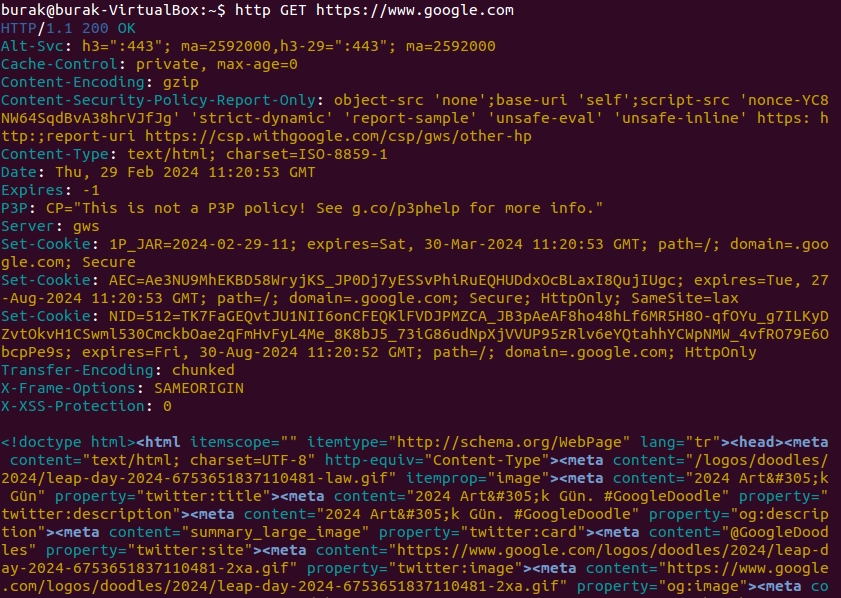 burak@burak-VirtualBox:~$ http GET https://www.google.com
HTTP/1.1 200 OK
Alt-Svc: h3=":443"; ma=2592000,h3-29=":443"; ma=2592000
Cache-Control: private, max-age=0
Content-Encoding: gzip
Content-Security-Policy-Report-Only: object-src 'none';base-uri 'self';script-src 'nonce-YC8
NW64SqdBvA38hrVJfJg' 'strict-dynamic' 'report-sample' 'unsafe-eval' 'unsafe-inline' https: h
ttp:;report-uri https://csp.withgoogle.com/csp/gws/other-hp
Content-Type: text/html; charset=ISO-8859-1
Date: Thu, 29 Feb 2024 11:20:53 GMT
Expires: -1
P3P: CP="This is not a P3P policy! See g.co/p3phelp for more info."
Server: gws
Set-Cookie: 1P_JAR=2024-02-29-11; expires=Sat, 30-Mar-2024 11:20:53 GMT; path=/; domain=.goo
gle.com; Secure
Set-Cookie: AEC=Ae3NU9MhEKBD58WryjKS_JP0Dj7yESSvPhiRuEQHUDdxOcBLaxI8QujIUgc; expires=Tue, 27
-Aug-2024 11:20:53 GMT; path=/; domain=.google.com; Secure; HttpOnly; SameSite=lax
Set-Cookie: NID=512=TK7FaGEQvtJU1NII6onCFEQKlFVDJPMZCA_JB3pAeAF8ho48hLf6MR5H8O-qfOYu_g7ILKyD
ZvtOkvH1CSwml530CmckbOae2qFmHvFyL4Me_8K8bJ5_73iG86udNpXjVVUP95zRlv6eYQtahhYCWpNMW_4vfRO79E6O
bcpPe9s; expires=Fri, 30-Aug-2024 11:20:52 GMT; path=/; domain=.google.com; HttpOnly
Transfer-Encoding: chunked
X-Frame-Options: SAMEORIGIN
X-XSS-Protection: 0
<!doctype html><html itemscope="" itemtype="http://schema.org/WebPage" lang="tr"><head><meta
content="text/html; charset=UTF-8" http-equiv="Content-Type"><meta content="/logos/doodles/
2024/leap-day-2024-6753651837110481-law.gif" itemprop="image"><meta content="2024 Art&#305;k
Gün" property="twitter:title"><meta content="2024 Art&#305;k Gün. #GoogleDoodle" property="
twitter:description"><meta content="2024 Art&#305;k Gün. #GoogleDoodle" property="og:descrip
tion"><meta content="summary_large_image" property="twitter:card"><meta content="@GoogleDood
les" property="twitter:site"><meta content="https://www.google.com/logos/doodles/2024/leap-d
ay-2024-6753651837110481-2xa.gif" property="twitter:image"><meta content="https://www.google
.com/logos/doodles/2024/leap-day-2024-6753651837110481-2xa.gif" property="og:image"><meta co